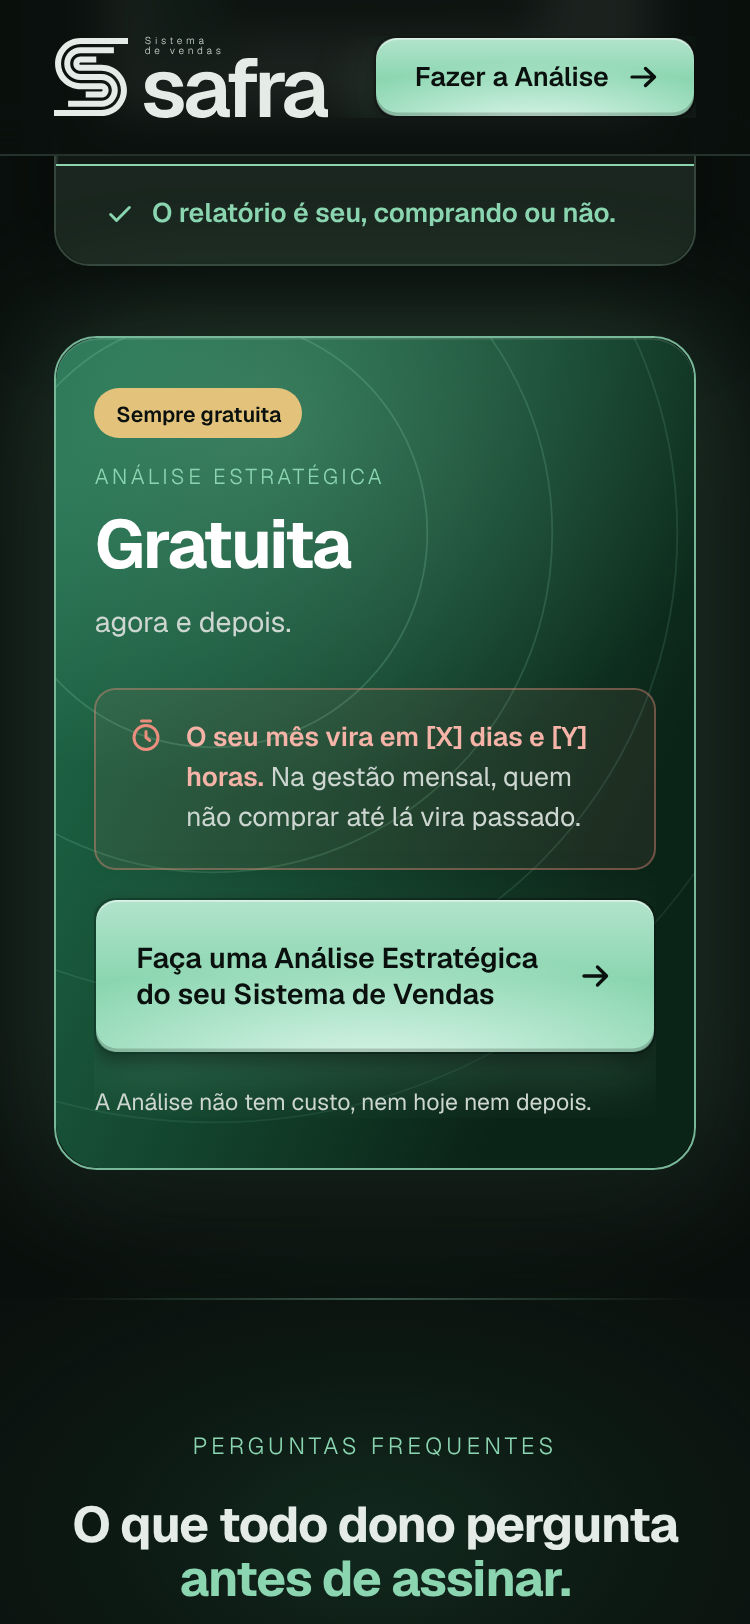 Sistema
de vendas
safra
Fazer a Análise
O relatório é seu, comprando ou não.
Sempre gratuita
ANÁLISE ESTRATÉGICA
Gratuita
agora e depois.
O seu mês vira em [X] dias e [Y]
horas. Na gestão mensal, quem
não comprar até lá vira passado.
Faça uma Análise Estratégica
do seu Sistema de Vendas
A Análise não tem custo, nem hoje nem depois.
PERGUNTAS FREQUENTES
O que todo dono pergunta
antes de assinar.